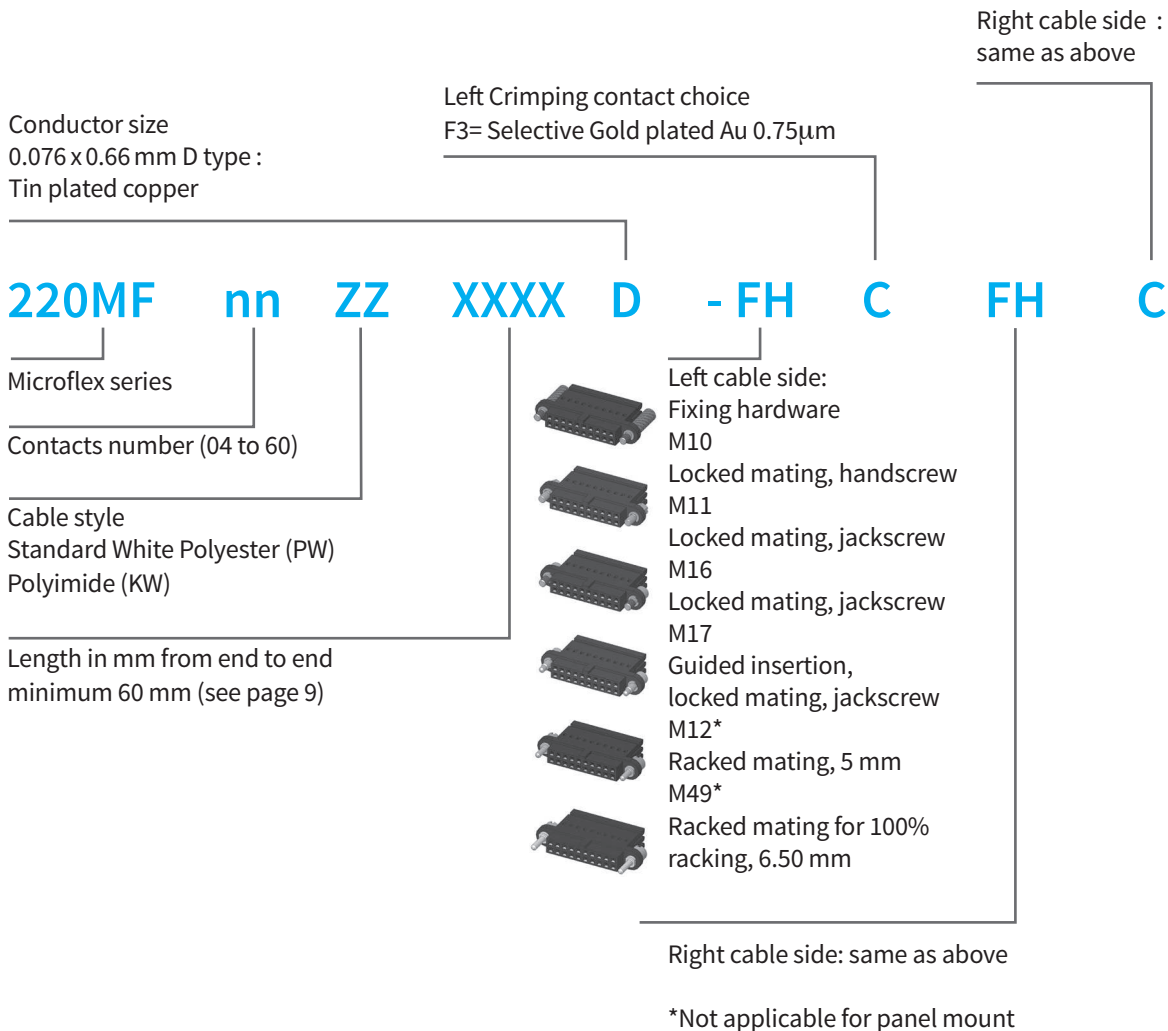 Right cable side :
same as above
Left Crimping contact choice
F3= Selective Gold plated Au 0.75μm
Conductor size
0.076 x 0.66 mm D type :
Tin plated copper
220MF nn ZZ XXXX D - FH C FH C
Microflex series
Contacts number (04 to 60)
Cable style
Standard White Polyester (PW)
Polyimide (KW)
Length in mm from end to end
minimum 60 mm (see page 9)
Left cable side:
Fixing hardware
M10
Locked mating, handscrew
M11
Locked mating, jackscrew
M16
Locked mating, jackscrew
M17
Guided insertion,
locked mating, jackscrew
M12*
Racked mating, 5 mm
M49*
Racked mating for 100%
racking, 6.50 mm
Right cable side: same as above
*Not applicable for panel mount